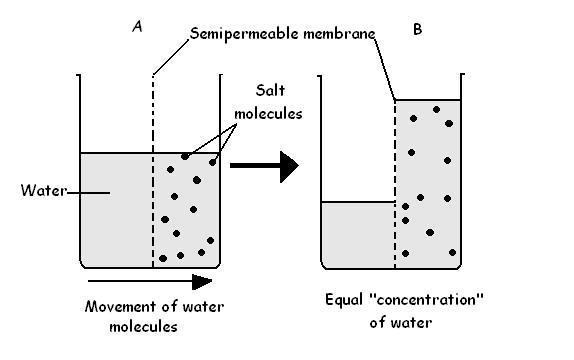 A
B
Semipermeable membrane
Salt
molecules
Water
Movement of water
molecules
Equal "concentration"
of water